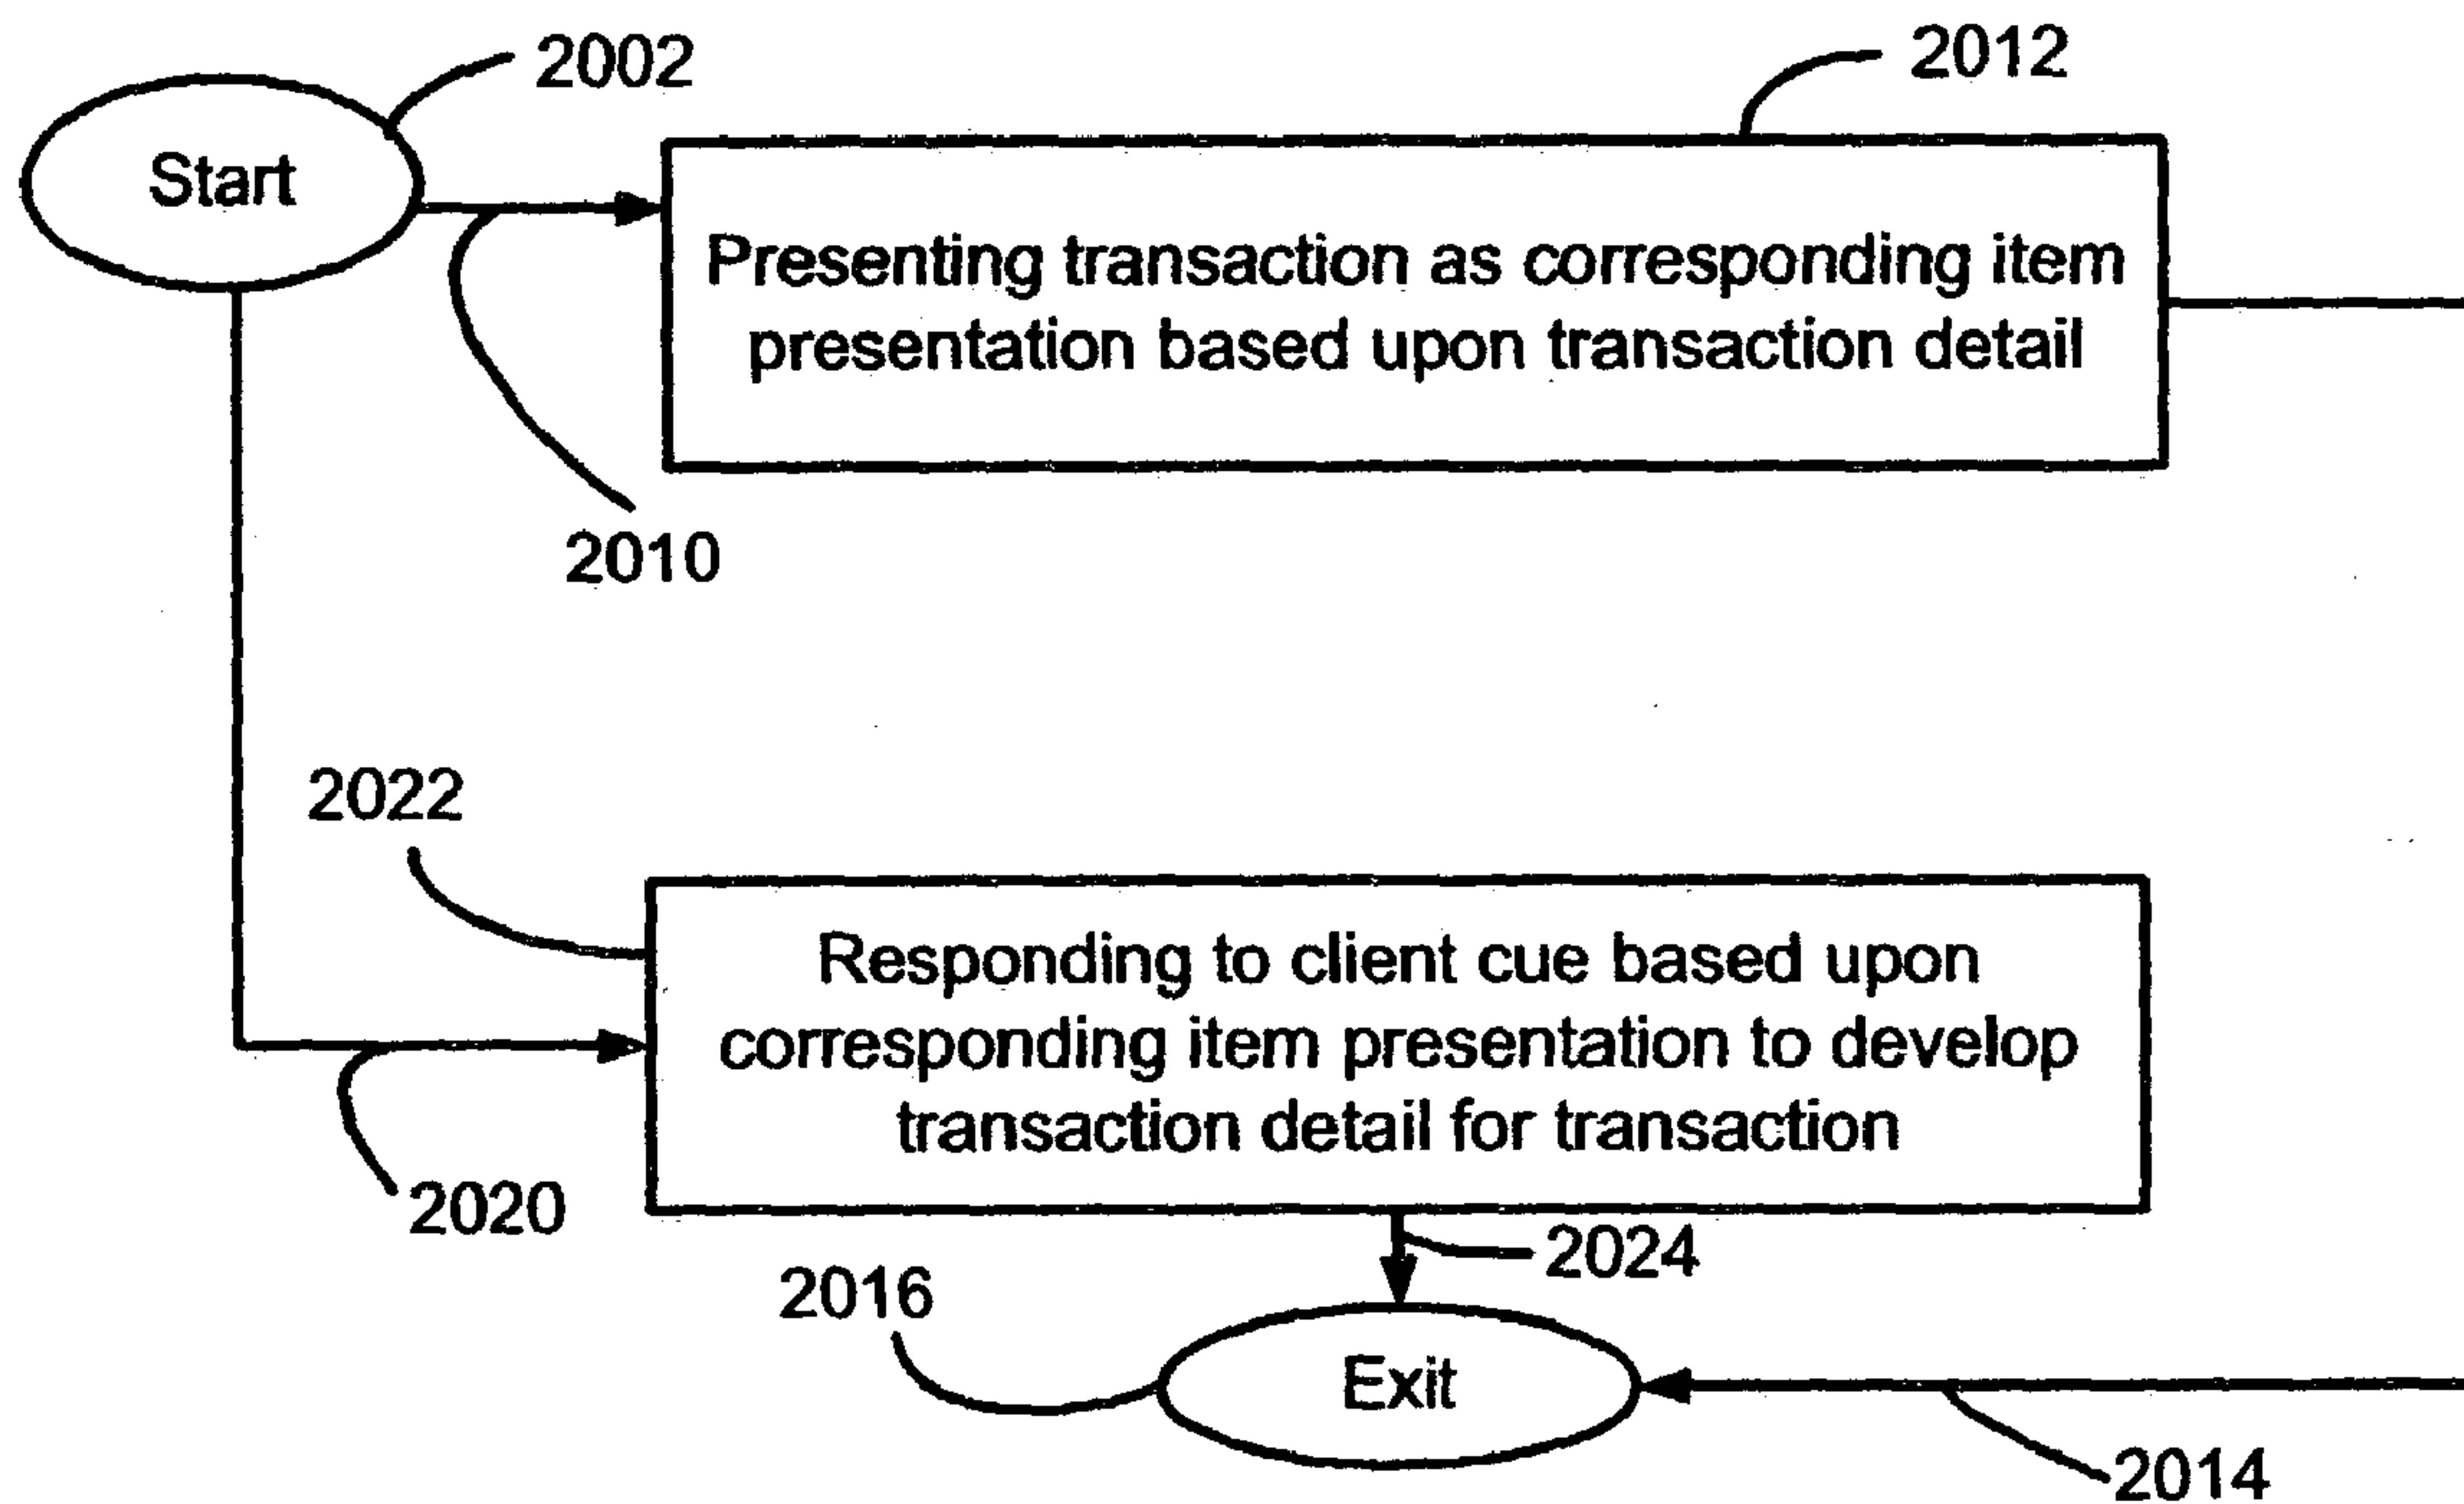 2002
2012
Start
Presenting transaction as corresponding item
presentation based upon transaction detail
2010
2022
Responding to client cue based upon
corresponding item presentation to develop
transaction detail for transaction
2020
2024
2016
Exit
2014